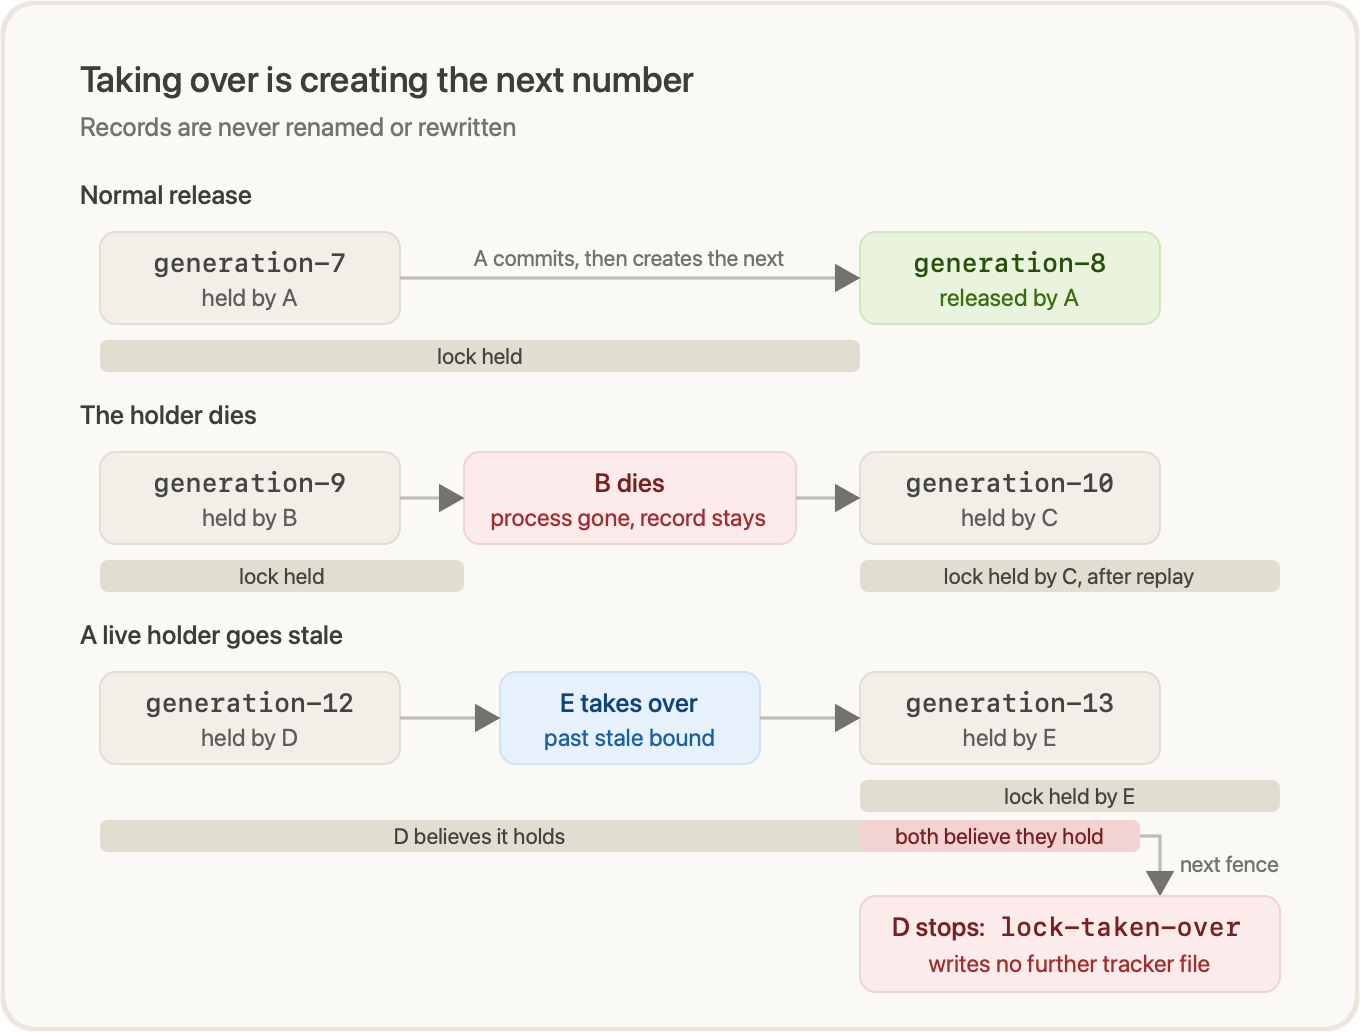 Taking over is creating the next number
Records are never renamed or rewritten
Normal release
generation-7
held by A
A commits, then creates the next
generation-8
released by A
lock held
The holder dies
generation-9
held by B
B dies
process gone, record stays
generation-10
held by C
lock held
lock held by C, after replay
A live holder goes stale
generation-12
held by D
E takes over
past stale bound
generation-13
held by E
lock held by E
D believes it holds
both believe they hold
next fence
D stops: lock-taken-over
writes no further tracker file